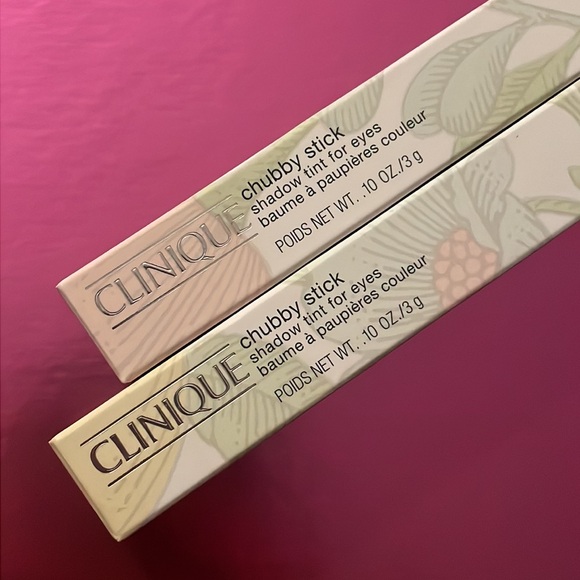 CLINIQUE
chubby stick
shadow tint for eyes
baume à paupières couleur
POIDS NET WT. .10 OZ./3 g
CLINIQUE
chubby stick
shadow tint for eyes
baume à paupières couleur
POIDS NET WT. .10 OZ./3 g